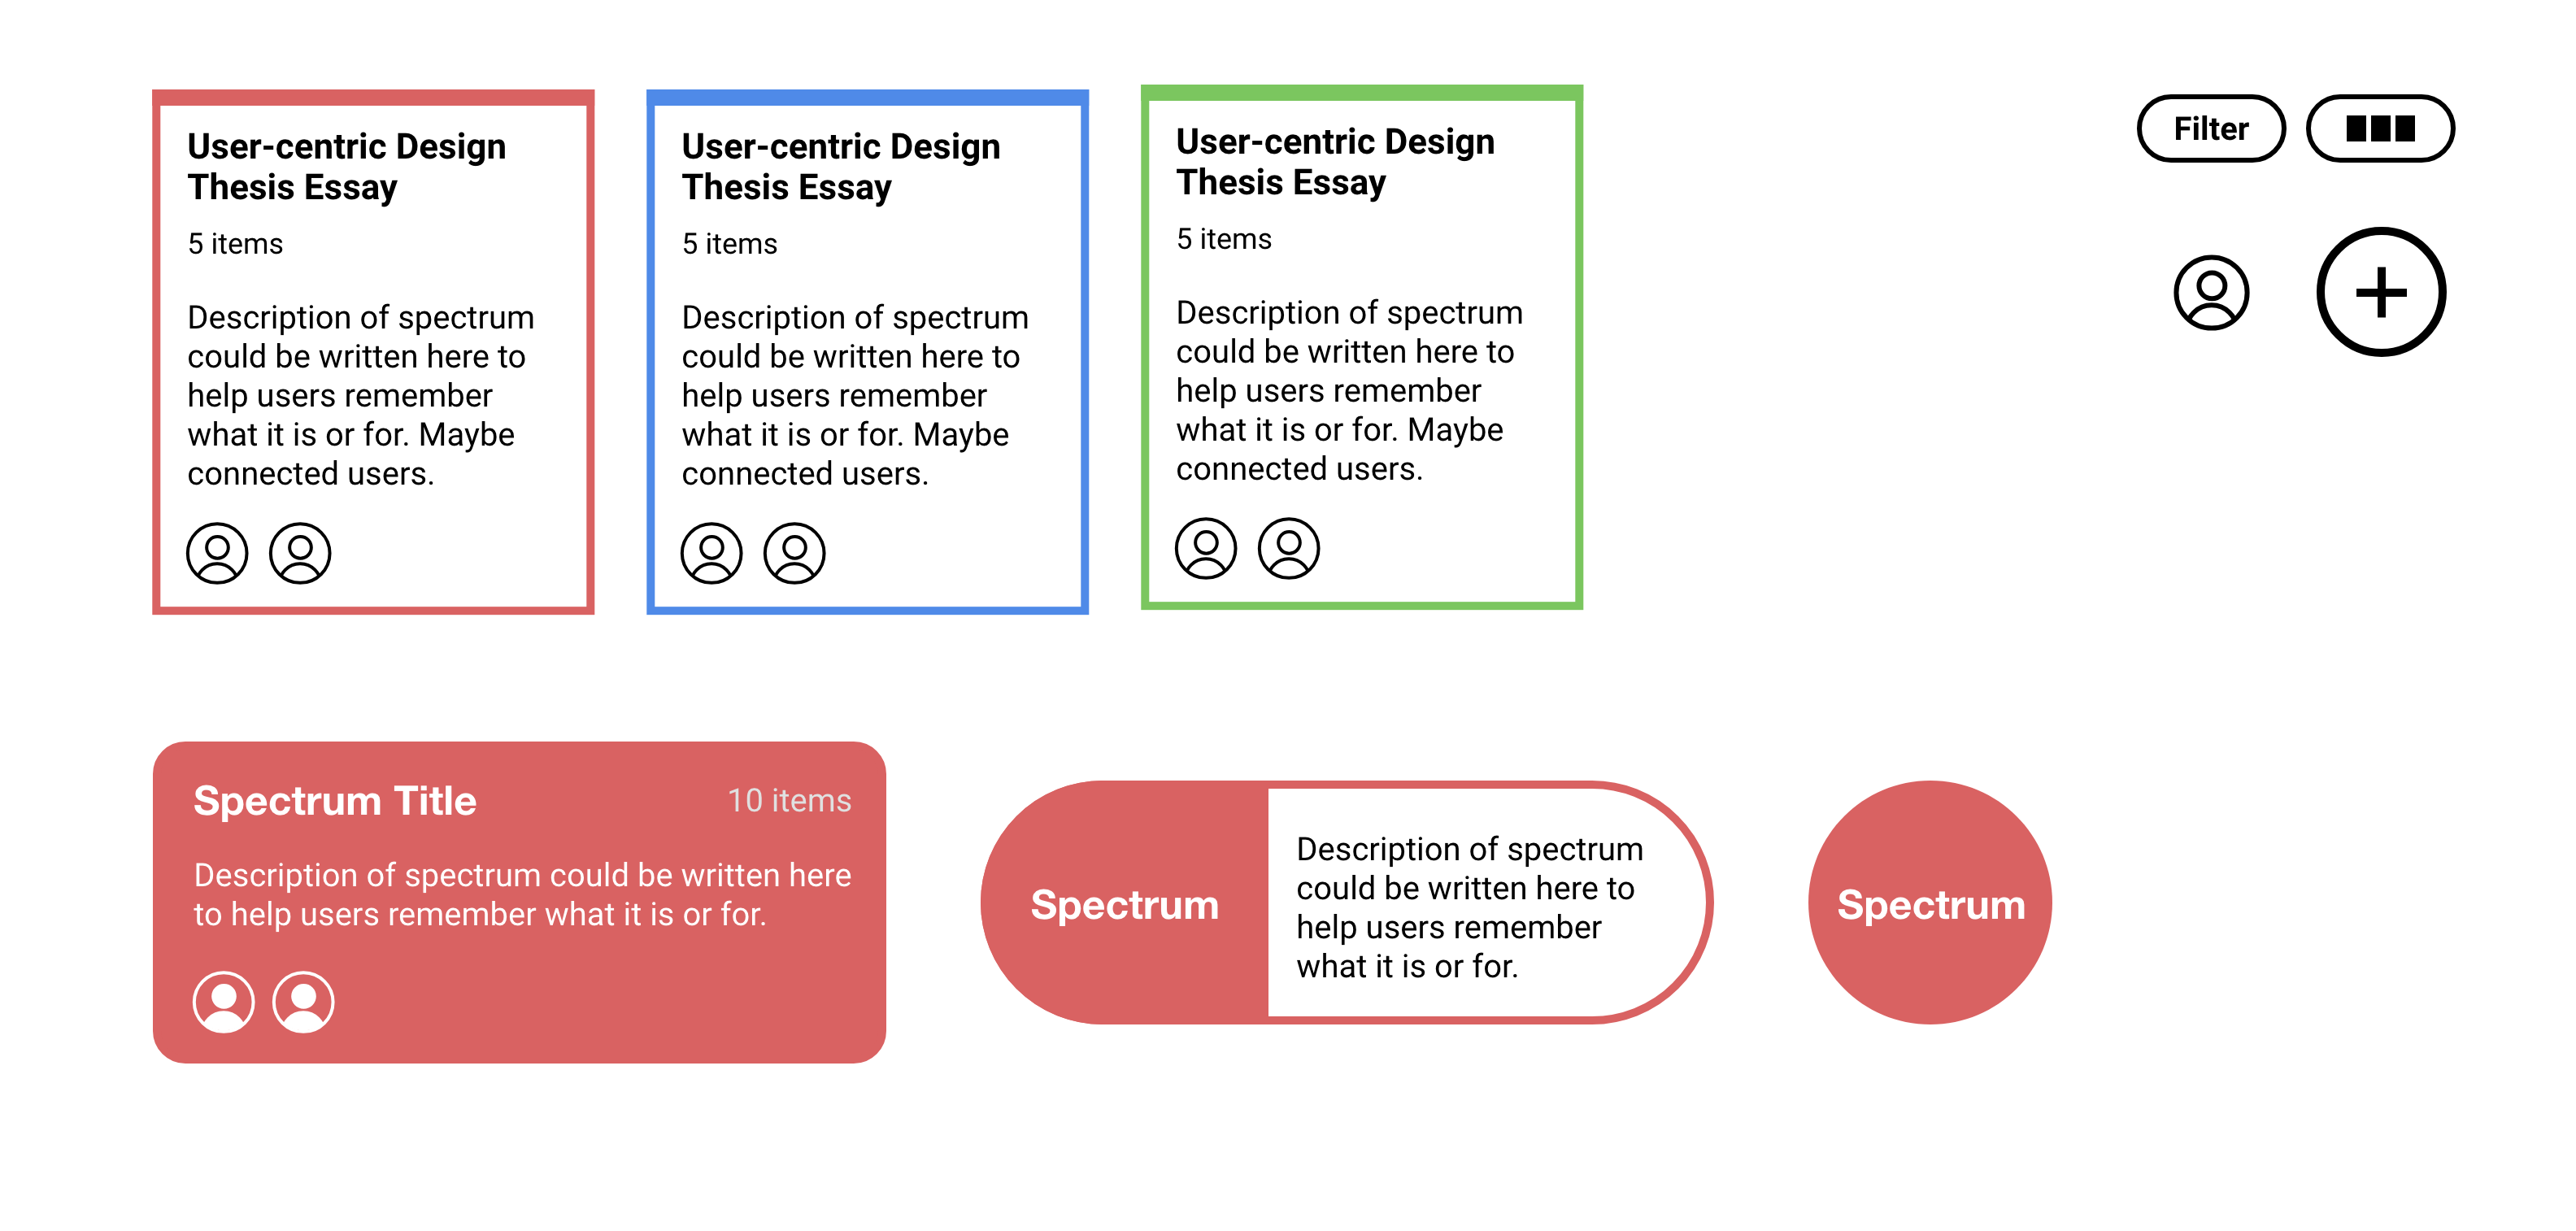 User-centric Design
Thesis Essay
5 items
Description of spectrum
could be written here to
help users remember
what it is or for. Maybe
connected users.
User-centric Design
Thesis Essay
5 items
Description of spectrum
could be written here to
help users remember
what it is or for. Maybe
connected users.
User-centric Design
Thesis Essay
5 items
Description of spectrum
could be written here to
help users remember
what it is or for. Maybe
connected users.
Filter
Spectrum Title
10 items
Description of spectrum could be written here
to help users remember what it is or for.
Spectrum
Description of spectrum
could be written here to
help users remember
what it is or for.
Spectrum